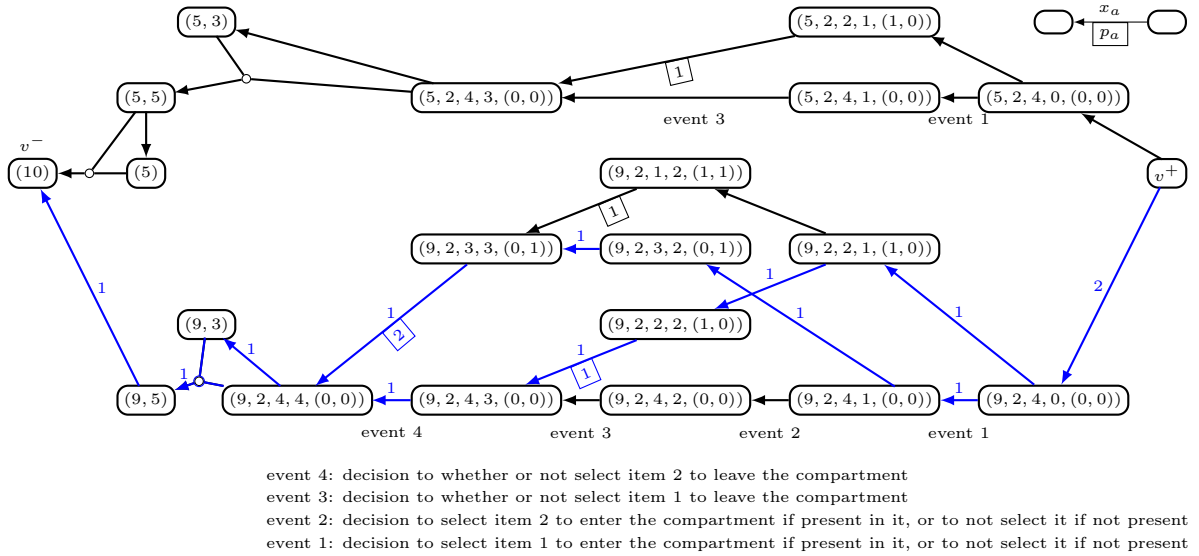 (5, 3)
(5, 2, 2, 1, (1, 0))
x_a
p_a
1
(5, 5)
(5, 2, 4, 3, (0, 0))
(5, 2, 4, 1, (0, 0))
(5, 2, 4, 0, (0, 0))
event 3
event 1
v^-
(10)
(5)
(9, 2, 1, 2, (1, 1))
v^+
1
(9, 2, 3, 3, (0, 1))
1
(9, 2, 3, 2, (0, 1))
(9, 2, 2, 1, (1, 0))
1
1
2
(9, 3)
1
2
(9, 2, 2, 2, (1, 0))
1
1
1
1
1
1
(9, 5)
(9, 2, 4, 4, (0, 0))
1
(9, 2, 4, 3, (0, 0))
(9, 2, 4, 2, (0, 0))
(9, 2, 4, 1, (0, 0))
1
(9, 2, 4, 0, (0, 0))
event 4
event 3
event 2
event 1
event 4: decision to whether or not select item 2 to leave the compartment
event 3: decision to whether or not select item 1 to leave the compartment
event 2: decision to select item 2 to enter the compartment if present in it, or to not select it if not present
event 1: decision to select item 1 to enter the compartment if present in it, or to not select it if not present